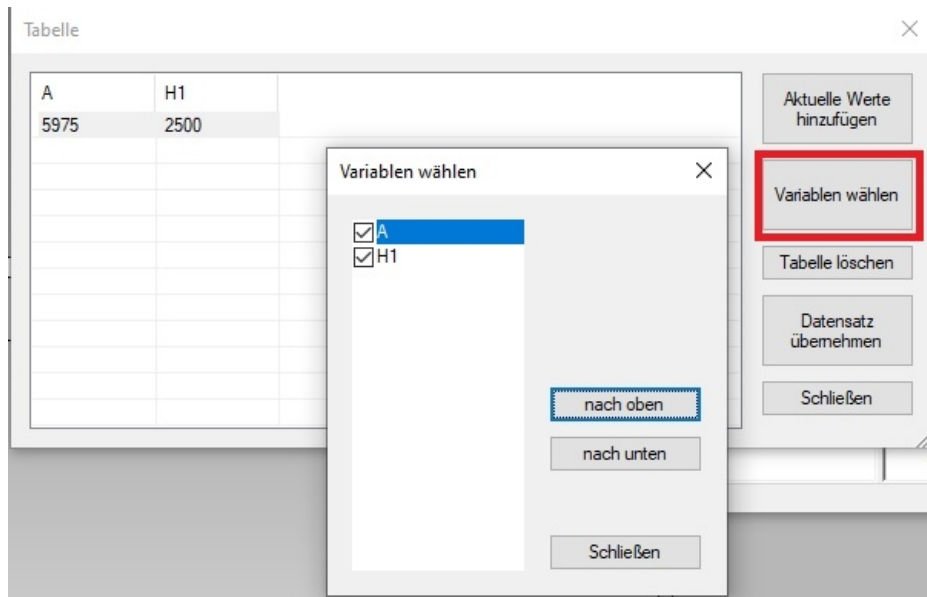 Tabelle
A H1
5975 2500
Aktuelle Werte
hinzufügen
Variablen wählen
Tabelle löschen
Datensatz
übernehmen
Schließen
Variablen wählen
A
H1
nach oben
nach unten
Schließen